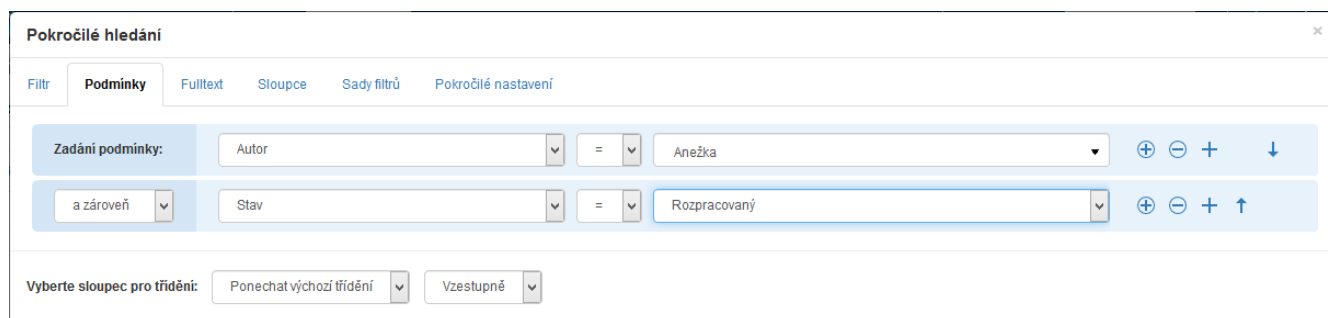 Pokročilé hledání ×
Filtr Podmínky Fulltext Sloupce Sady filtrů Pokročilé nastavení
Zadání podmínky: Autor = Anežka
a zároveň Stav = Rozpracovaný
Vyberte sloupec pro třídění: Ponechat výchozí třídění Vzestupně